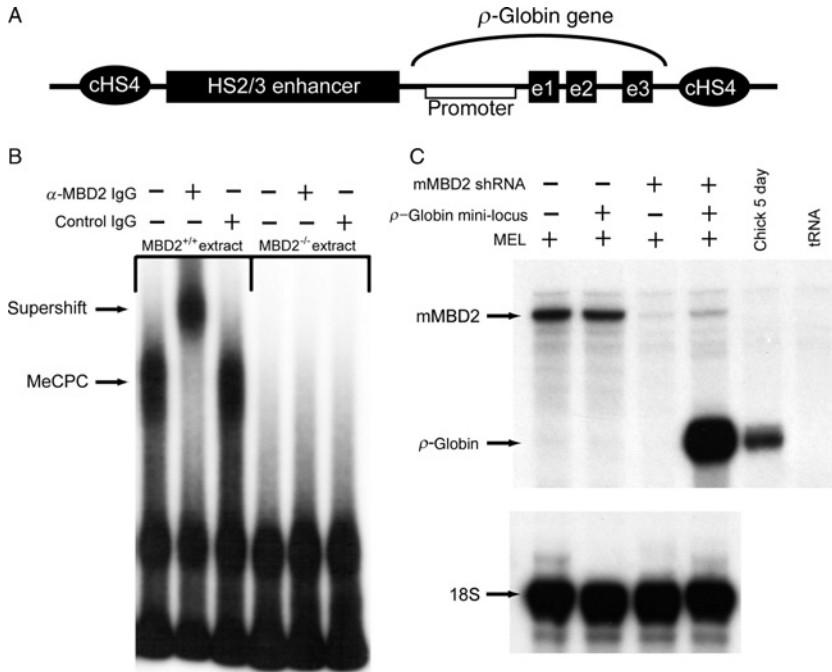 A
ρ-Globin gene
cHS4
HS2/3 enhancer
Promoter
e1
e2
e3
cHS4
B
α-MBD2 IgG − + − − + −
Control IgG − − + − − +
MBD2+/+ extract
MBD2-/- extract
Supershift
MeCPC
C
mMBD2 shRNA − − + +
ρ-Globin mini-locus − + − +
MEL + + + +
Chick 5 day
tRNA
mMBD2
ρ-Globin
18S